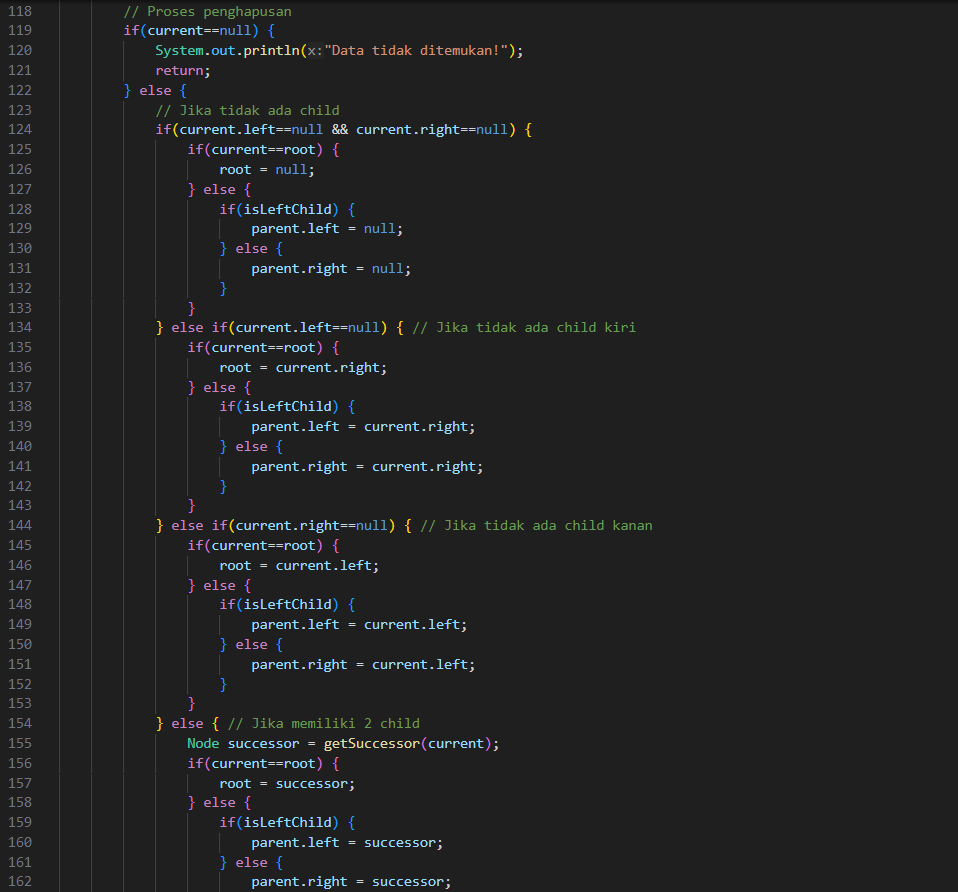 118 // Proses penghapusan
119 if(current==null) {
120 System.out.println(x:"Data tidak ditemukan!");
121 return;
122 } else {
123 // Jika tidak ada child
124 if(current.left==null && current.right==null) {
125 if(current==root) {
126 root = null;
127 } else {
128 if(isLeftChild) {
129 parent.left = null;
130 } else {
131 parent.right = null;
132 }
133 }
134 } else if(current.left==null) { // Jika tidak ada child kiri
135 if(current==root) {
136 root = current.right;
137 } else {
138 if(isLeftChild) {
139 parent.left = current.right;
140 } else {
141 parent.right = current.right;
142 }
143 }
144 } else if(current.right==null) { // Jika tidak ada child kanan
145 if(current==root) {
146 root = current.left;
147 } else {
148 if(isLeftChild) {
149 parent.left = current.left;
150 } else {
151 parent.right = current.left;
152 }
153 }
154 } else { // Jika memiliki 2 child
155 Node successor = getSuccessor(current);
156 if(current==root) {
157 root = successor;
158 } else {
159 if(isLeftChild) {
160 parent.left = successor;
161 } else {
162 parent.right = successor;